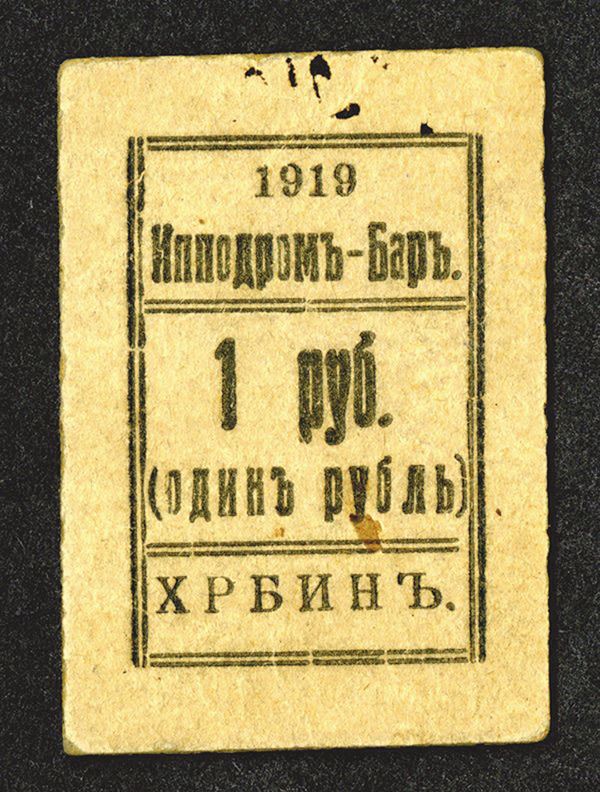 1919
Ипподромъ-Баръ.
1 руб.
(одинъ рубль)
ХРБИНЪ.